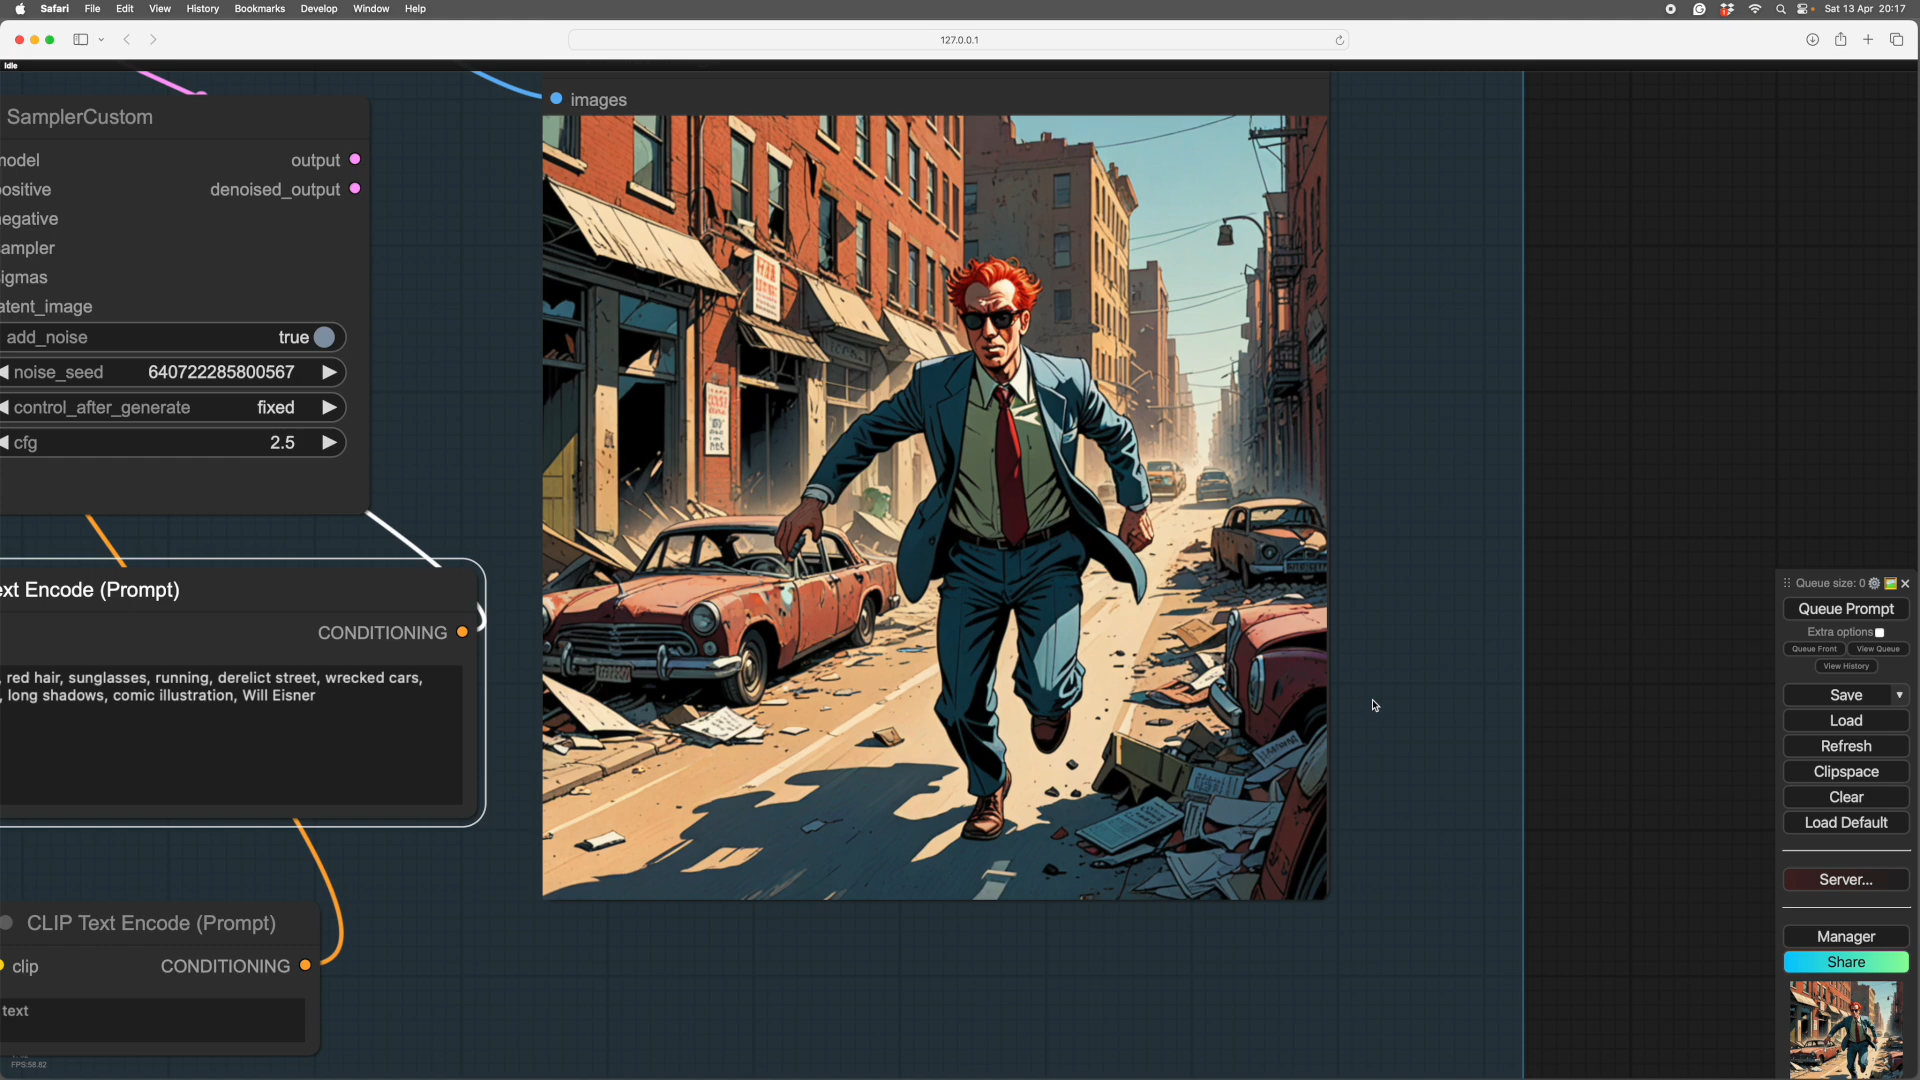 Safari File Edit View History Bookmarks Develop Window Help
Sat 13 Apr 20:17
127.0.0.1
Idle
images
SamplerCustom
output
ositive
denoised_output
egative
ampler
igmas
atent_image
add_noise true
noise_seed 640722285800567
control_after_generate fixed
cfg 2.5
ext Encode (Prompt)
CONDITIONING
, red hair, sunglasses, running, derelict street, wrecked cars,
, long shadows, comic illustration, Will Eisner
CLIP Text Encode (Prompt)
clip CONDITIONING
text
FPS:58.82
Queue size: 0
Queue Prompt
Extra options
Queue Front View Queue
View History
Save
Load
Refresh
Clipspace
Clear
Load Default
Server...
Manager
Share